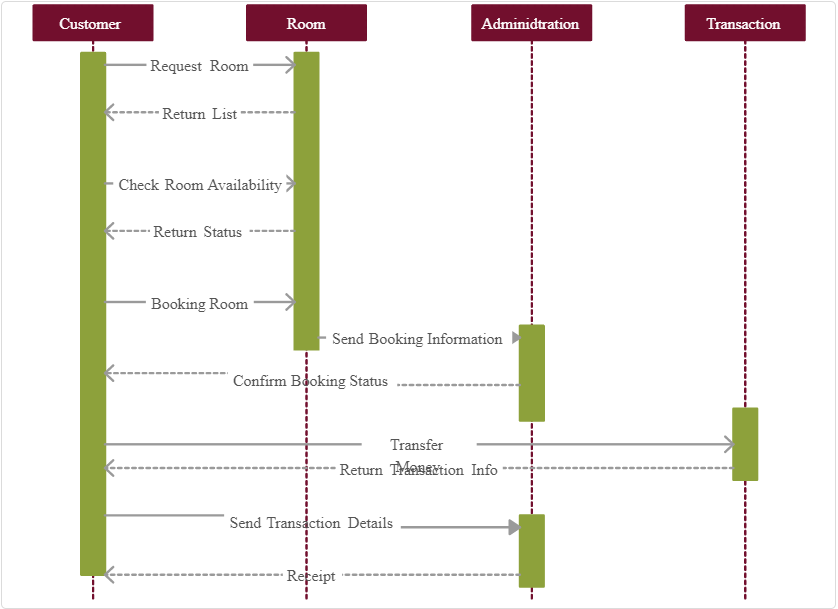 Customer
Room
Adminidtration
Transaction
Request Room
Return List
Check Room Availability
Return Status
Booking Room
Send Booking Information
Confirm Booking Status
Transfer
Money
Return Transaction Info
Send Transaction Details
Receipt